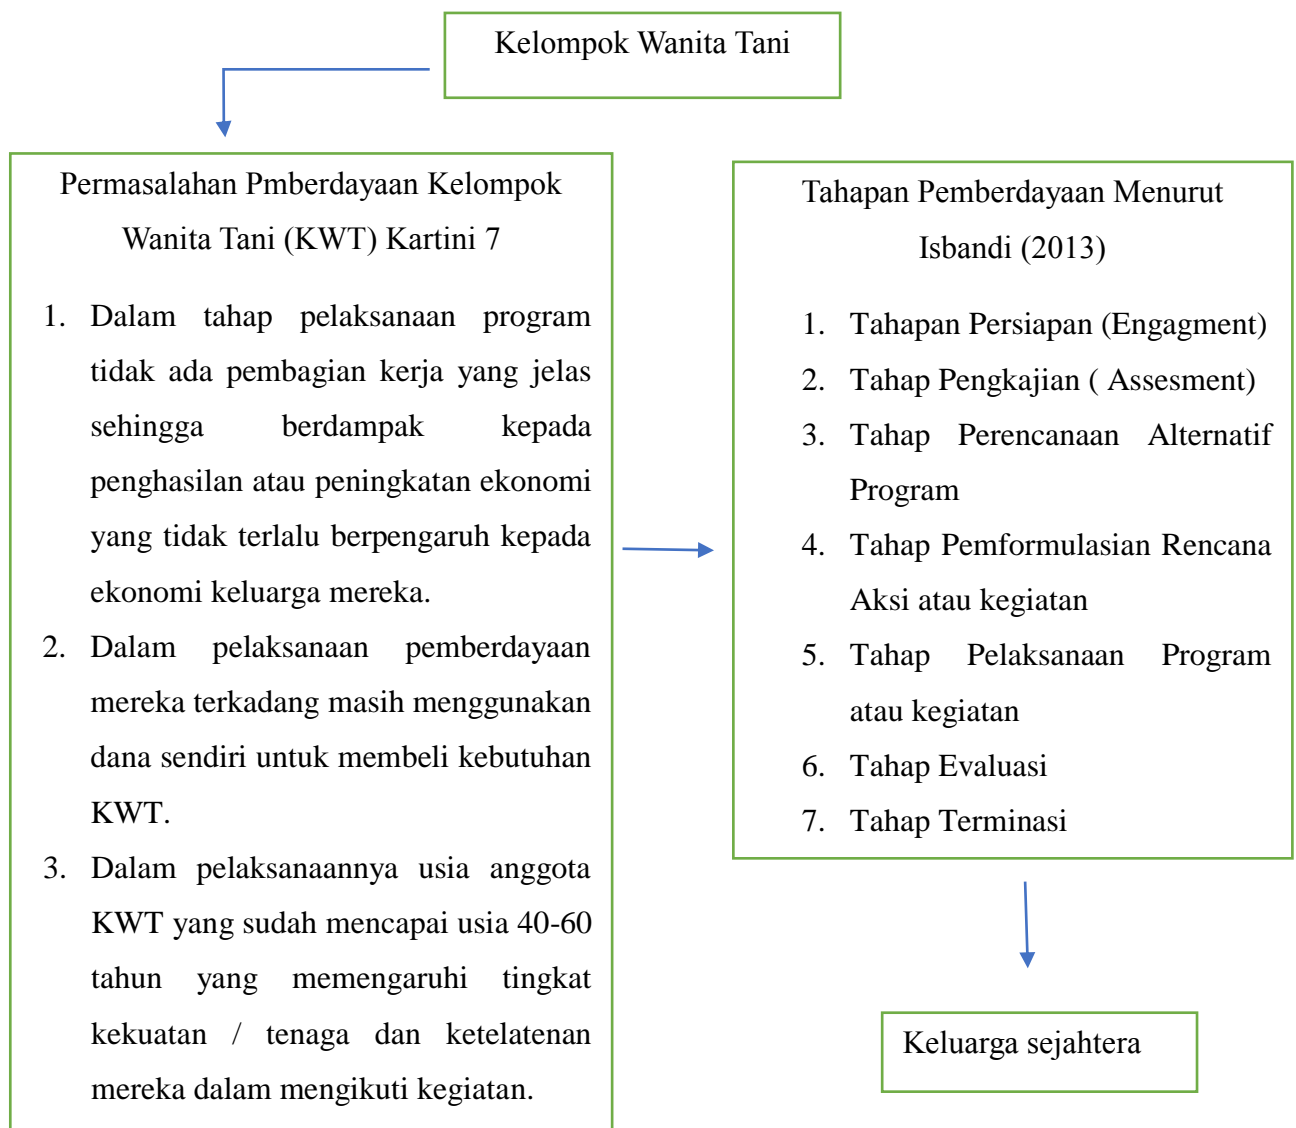 Kelompok Wanita Tani
Permasalahan Pmberdayaan Kelompok
Wanita Tani (KWT) Kartini 7
1. Dalam tahap pelaksanaan program
tidak ada pembagian kerja yang jelas
sehingga berdampak kepada
penghasilan atau peningkatan ekonomi
yang tidak terlalu berpengaruh kepada
ekonomi keluarga mereka.
2. Dalam pelaksanaan pemberdayaan
mereka terkadang masih menggunakan
dana sendiri untuk membeli kebutuhan
KWT.
3. Dalam pelaksanaannya usia anggota
KWT yang sudah mencapai usia 40-60
tahun yang memengaruhi tingkat
kekuatan / tenaga dan ketelatenan
mereka dalam mengikuti kegiatan.
Tahapan Pemberdayaan Menurut
Isbandi (2013)
1. Tahapan Persiapan (Engagment)
2. Tahap Pengkajian ( Assesment)
3. Tahap Perencanaan Alternatif
Program
4. Tahap Pemformulasian Rencana
Aksi atau kegiatan
5. Tahap Pelaksanaan Program
atau kegiatan
6. Tahap Evaluasi
7. Tahap Terminasi
Keluarga sejahtera